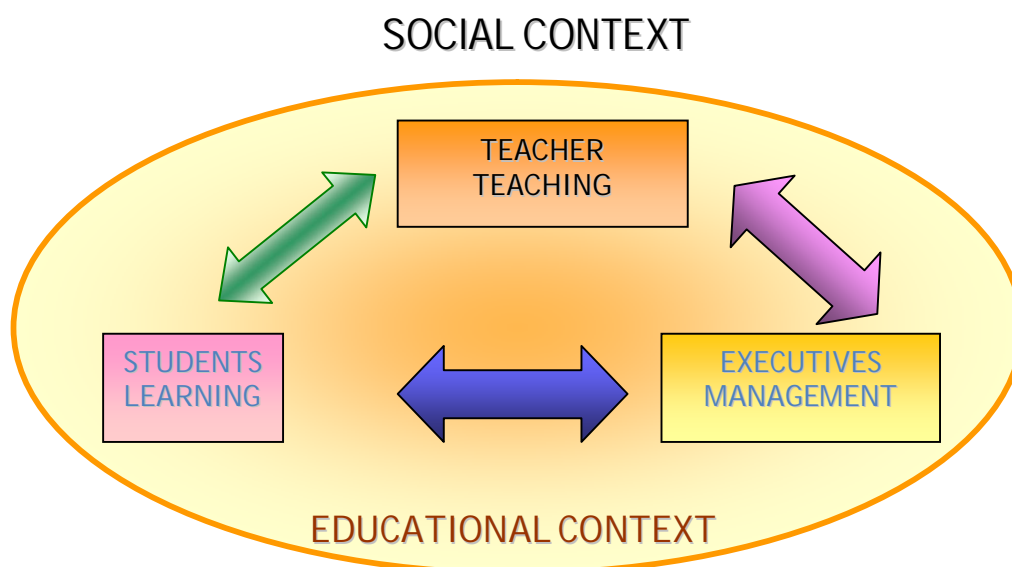 SOCIAL CONTEXT
TEACHER
TEACHING
STUDENTS
LEARNING
EXECUTIVES
MANAGEMENT
EDUCATIONAL CONTEXT